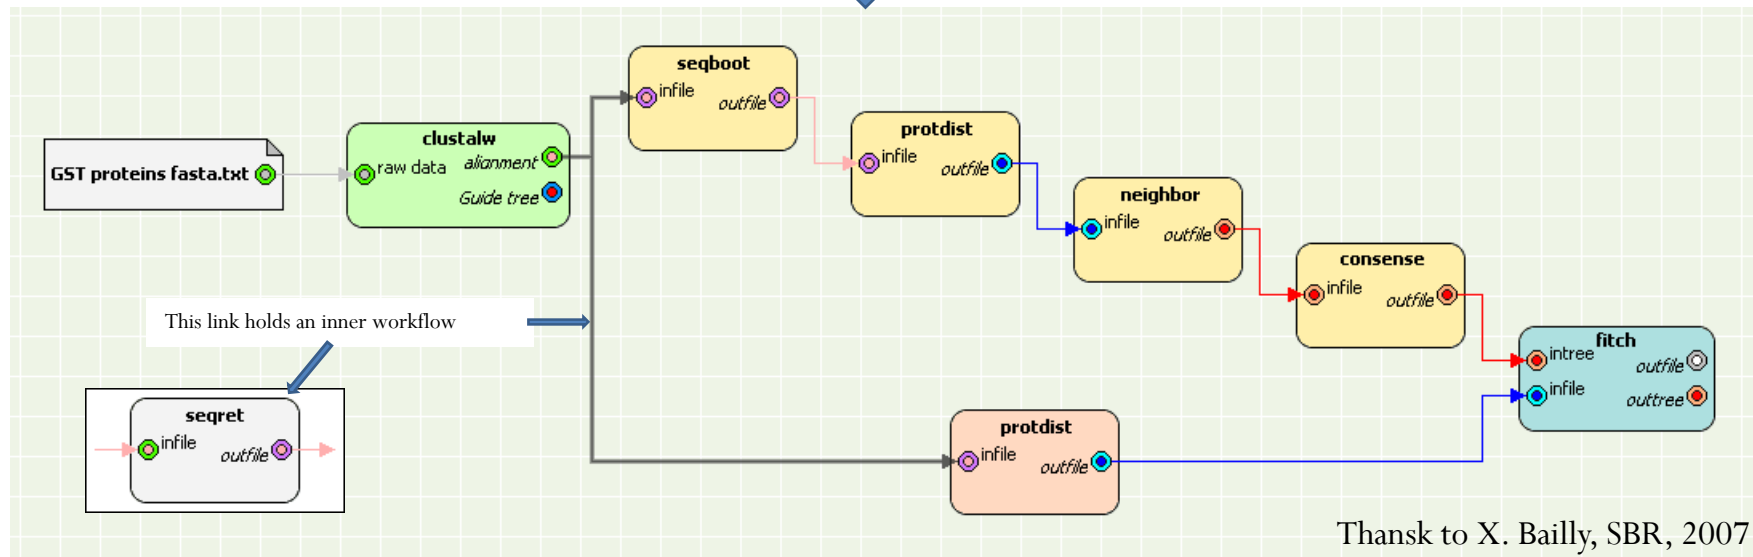 seqboot
infile
outfile
protdist
infile
outfile
clustalw
raw data
alignment
Guide tree
GST proteins fasta.txt
neighbor
infile
outfile
consense
infile
outfile
This link holds an inner workflow
fitch
intree
outfile
infile
outtree
seqret
infile
outfile
protdist
infile
outfile
Thansk to X. Bailly, SBR, 2007